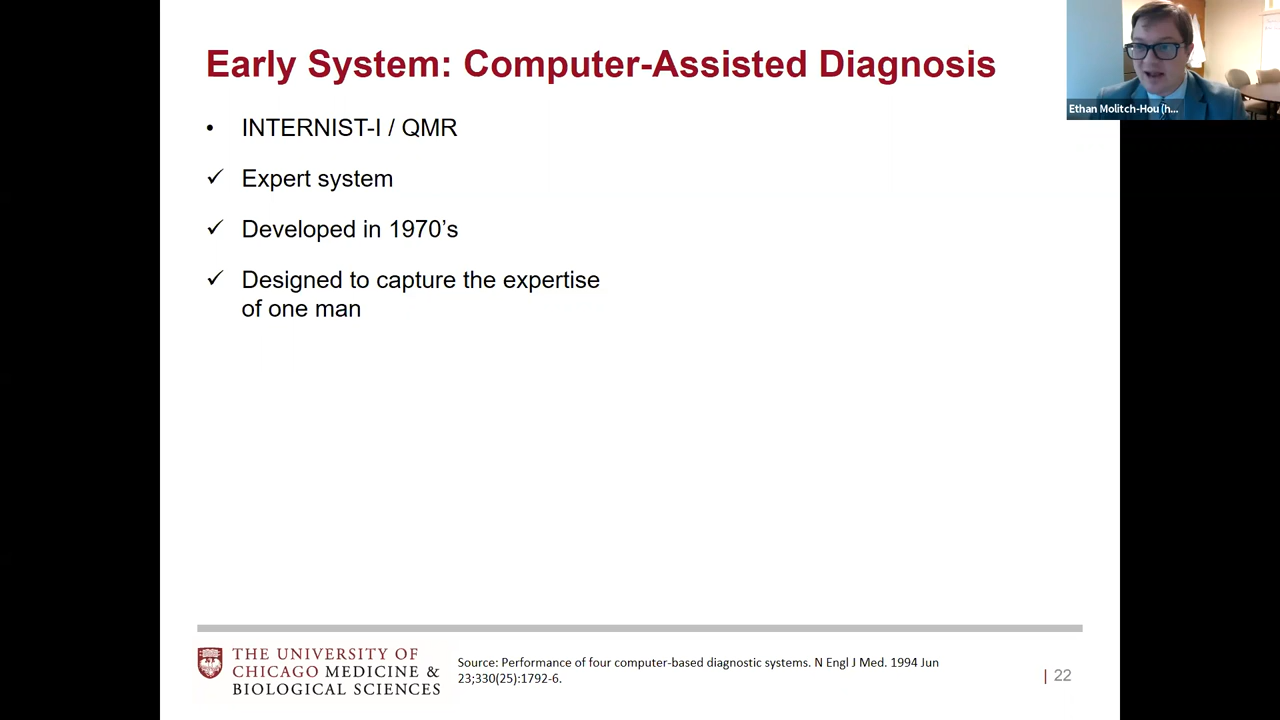 Early System: Computer-Assisted Diagnosis
• INTERNIST-I / QMR
✓ Expert system
✓ Developed in 1970's
✓ Designed to capture the expertise
of one man
Ethan Molitch-Hou (h...
THE UNIVERSITY OF
CHICAGO MEDICINE &
BIOLOGICAL SCIENCES
Source: Performance of four computer-based diagnostic systems. N Engl J Med. 1994 Jun
23;330(25):1792-6.
| 22